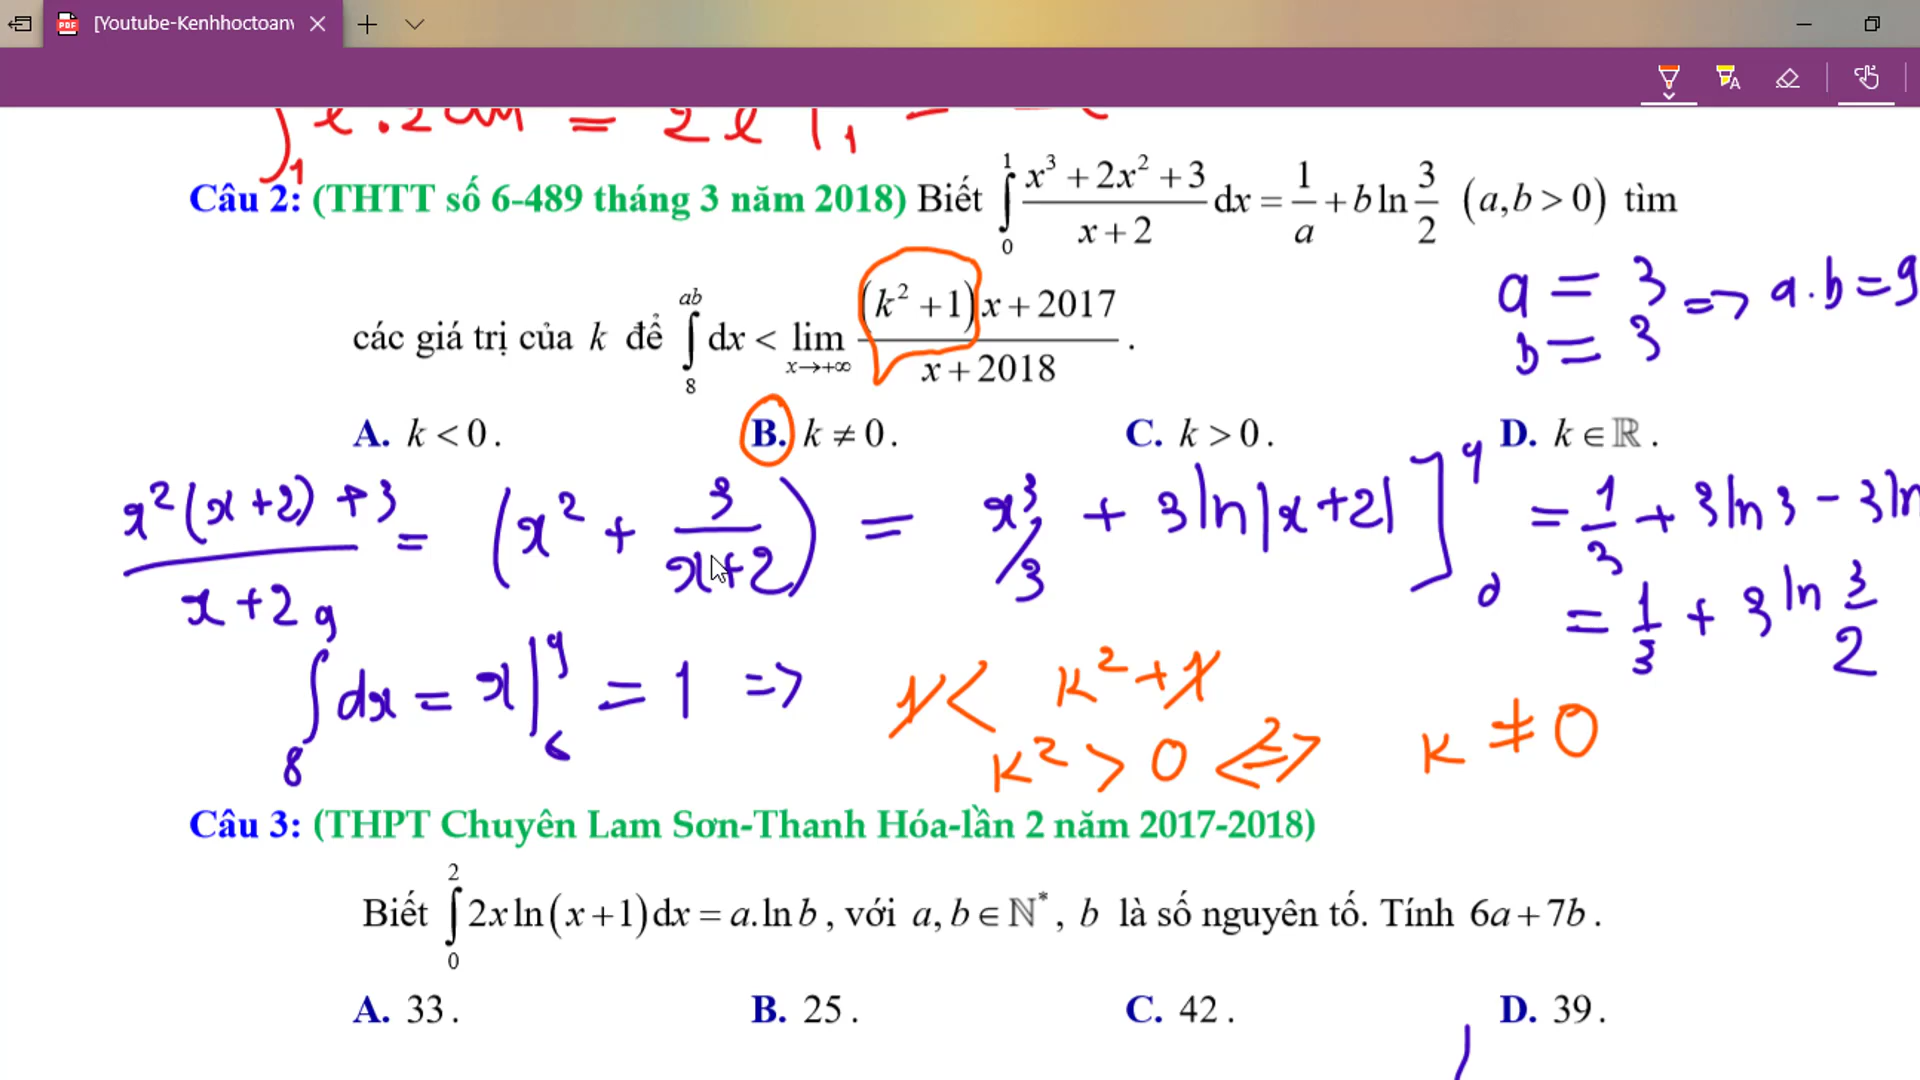 [Youtube-Kenhhoctoanv
Câu 2: (THTT số 6-489 tháng 3 năm 2018) Biết ∫₀¹ (x³ + 2x² + 3)/(x + 2) dx = 1/a + b ln 3/2 (a, b > 0) tìm
a = 3 => a.b = 9
b = 3
các giá trị của k để ∫₈^ab dx < lim x→+∞ ((k² + 1)x + 2017)/(x + 2018).
A. k < 0. B. k ≠ 0. C. k > 0. D. k ∈ ℝ.
(x²(x+2) + 3)/(x+2) = (x² + 3/(x+2)) = x³/3 + 3ln|x+2| ] = 1/3 + 3ln3 − 3ln
= 1/3 + 3 ln 3/2
∫₈⁹ dx = x| = 1 => 1 < k² + 1
k² > 0 <=> k ≠ 0
Câu 3: (THPT Chuyên Lam Sơn-Thanh Hóa-lần 2 năm 2017-2018)
Biết ∫₀² 2x ln(x + 1)dx = a.ln b, với a, b ∈ ℕ*, b là số nguyên tố. Tính 6a + 7b.
A. 33. B. 25. C. 42. D. 39.